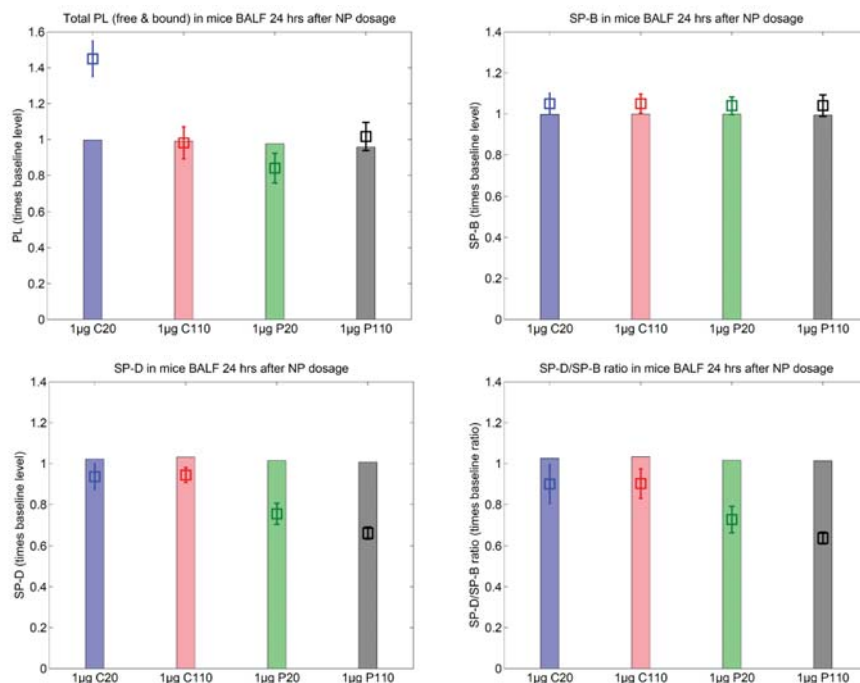 Total PL (free & bound) in mice BALF 24 hrs after NP dosage
PL (times baseline level)
1.6
1.4
1.2
1
0.8
0.6
0.4
0.2
0
1μg C20 1μg C110 1μg P20 1μg P110
SP-B in mice BALF 24 hrs after NP dosage
SP-B (times baseline level)
1.4
1.2
1
0.8
0.6
0.4
0.2
0
1μg C20 1μg C110 1μg P20 1μg P110
SP-D in mice BALF 24 hrs after NP dosage
SP-D (times baseline level)
1.4
1.2
1
0.8
0.6
0.4
0.2
0
1μg C20 1μg C110 1μg P20 1μg P110
SP-D/SP-B ratio in mice BALF 24 hrs after NP dosage
SP-D/SP-B ratio (times baseline ratio)
1.4
1.2
1
0.8
0.6
0.4
0.2
0
1μg C20 1μg C110 1μg P20 1μg P110